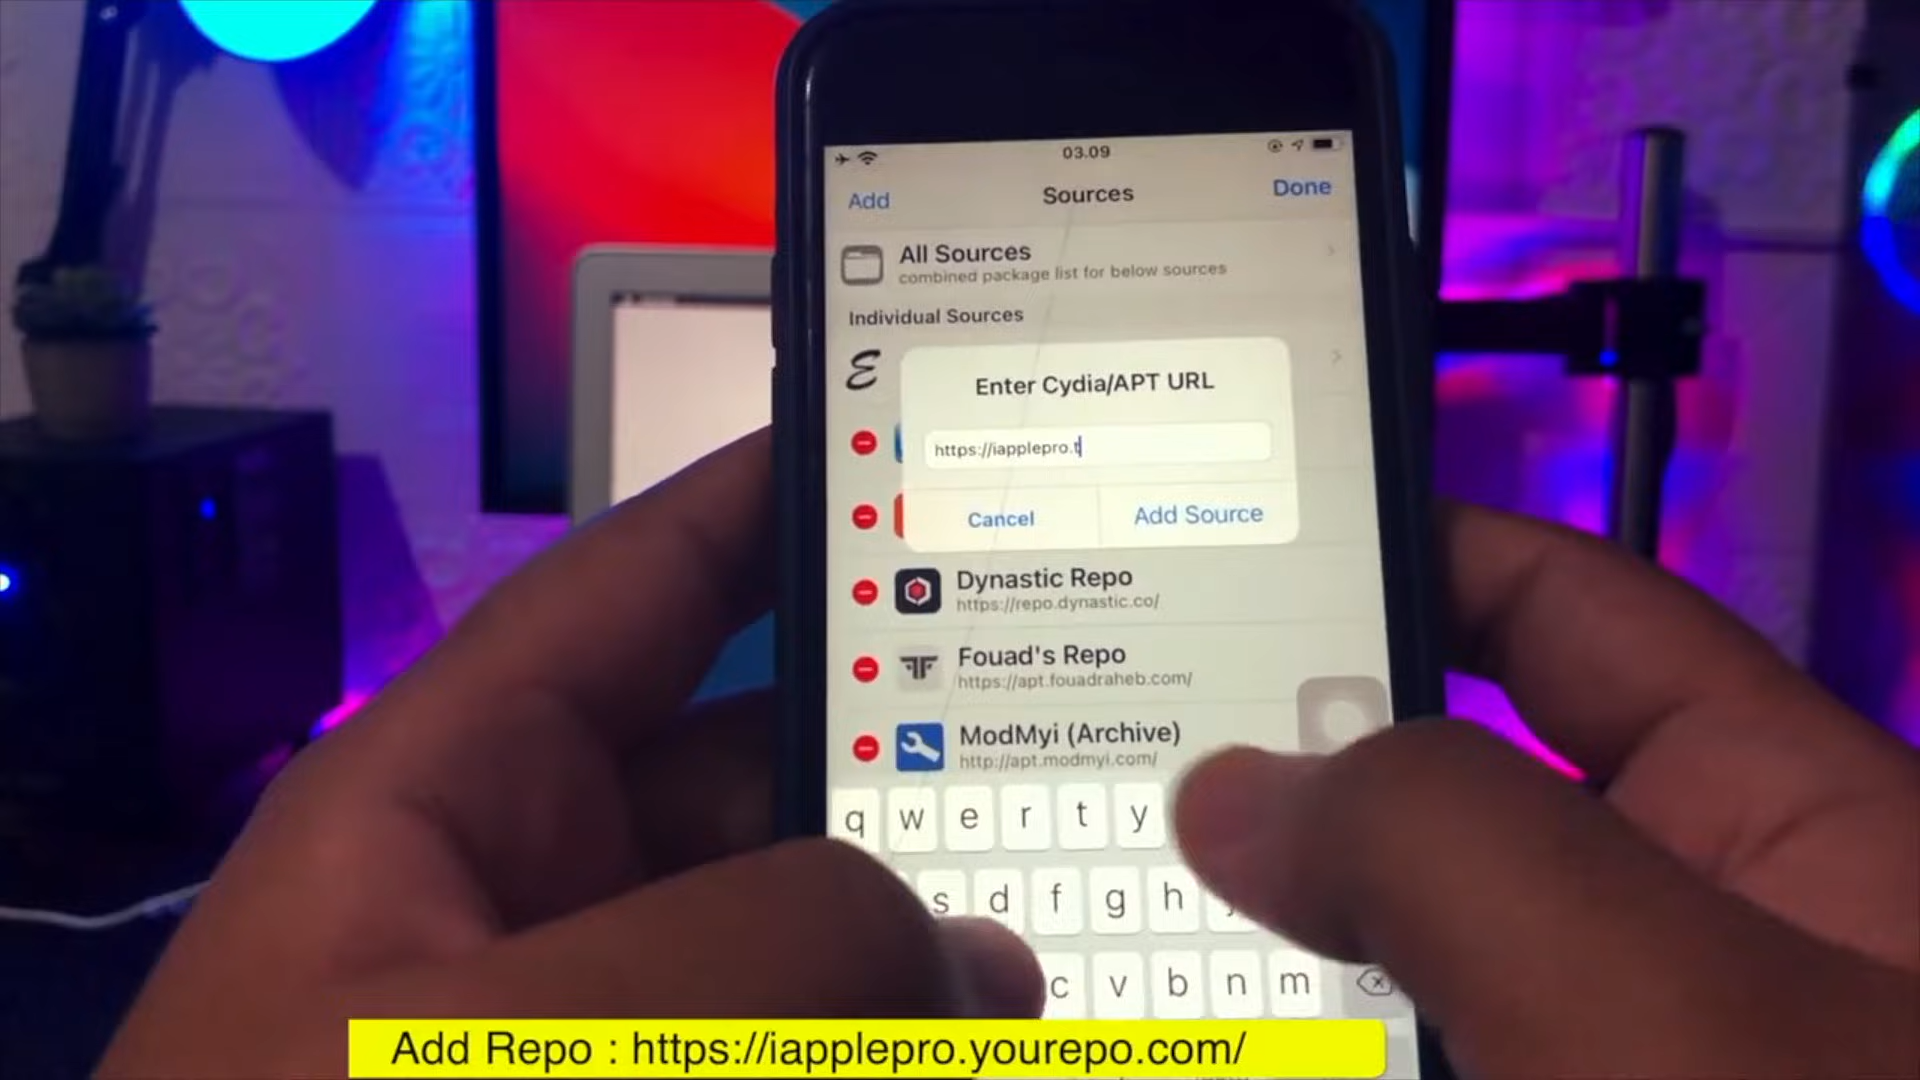 03.09
Add Sources Done
All Sources
combined package list for below sources
Individual Sources
Enter Cydia/APT URL
https://iapplepro.t
Cancel Add Source
Dynastic Repo
https://repo.dynastic.co/
Fouad's Repo
https://apt.fouadraheb.com/
ModMyi (Archive)
http://apt.modmyi.com/
q w e r t y
s d f g h
c v b n m
Add Repo : https://iapplepro.yourepo.com/